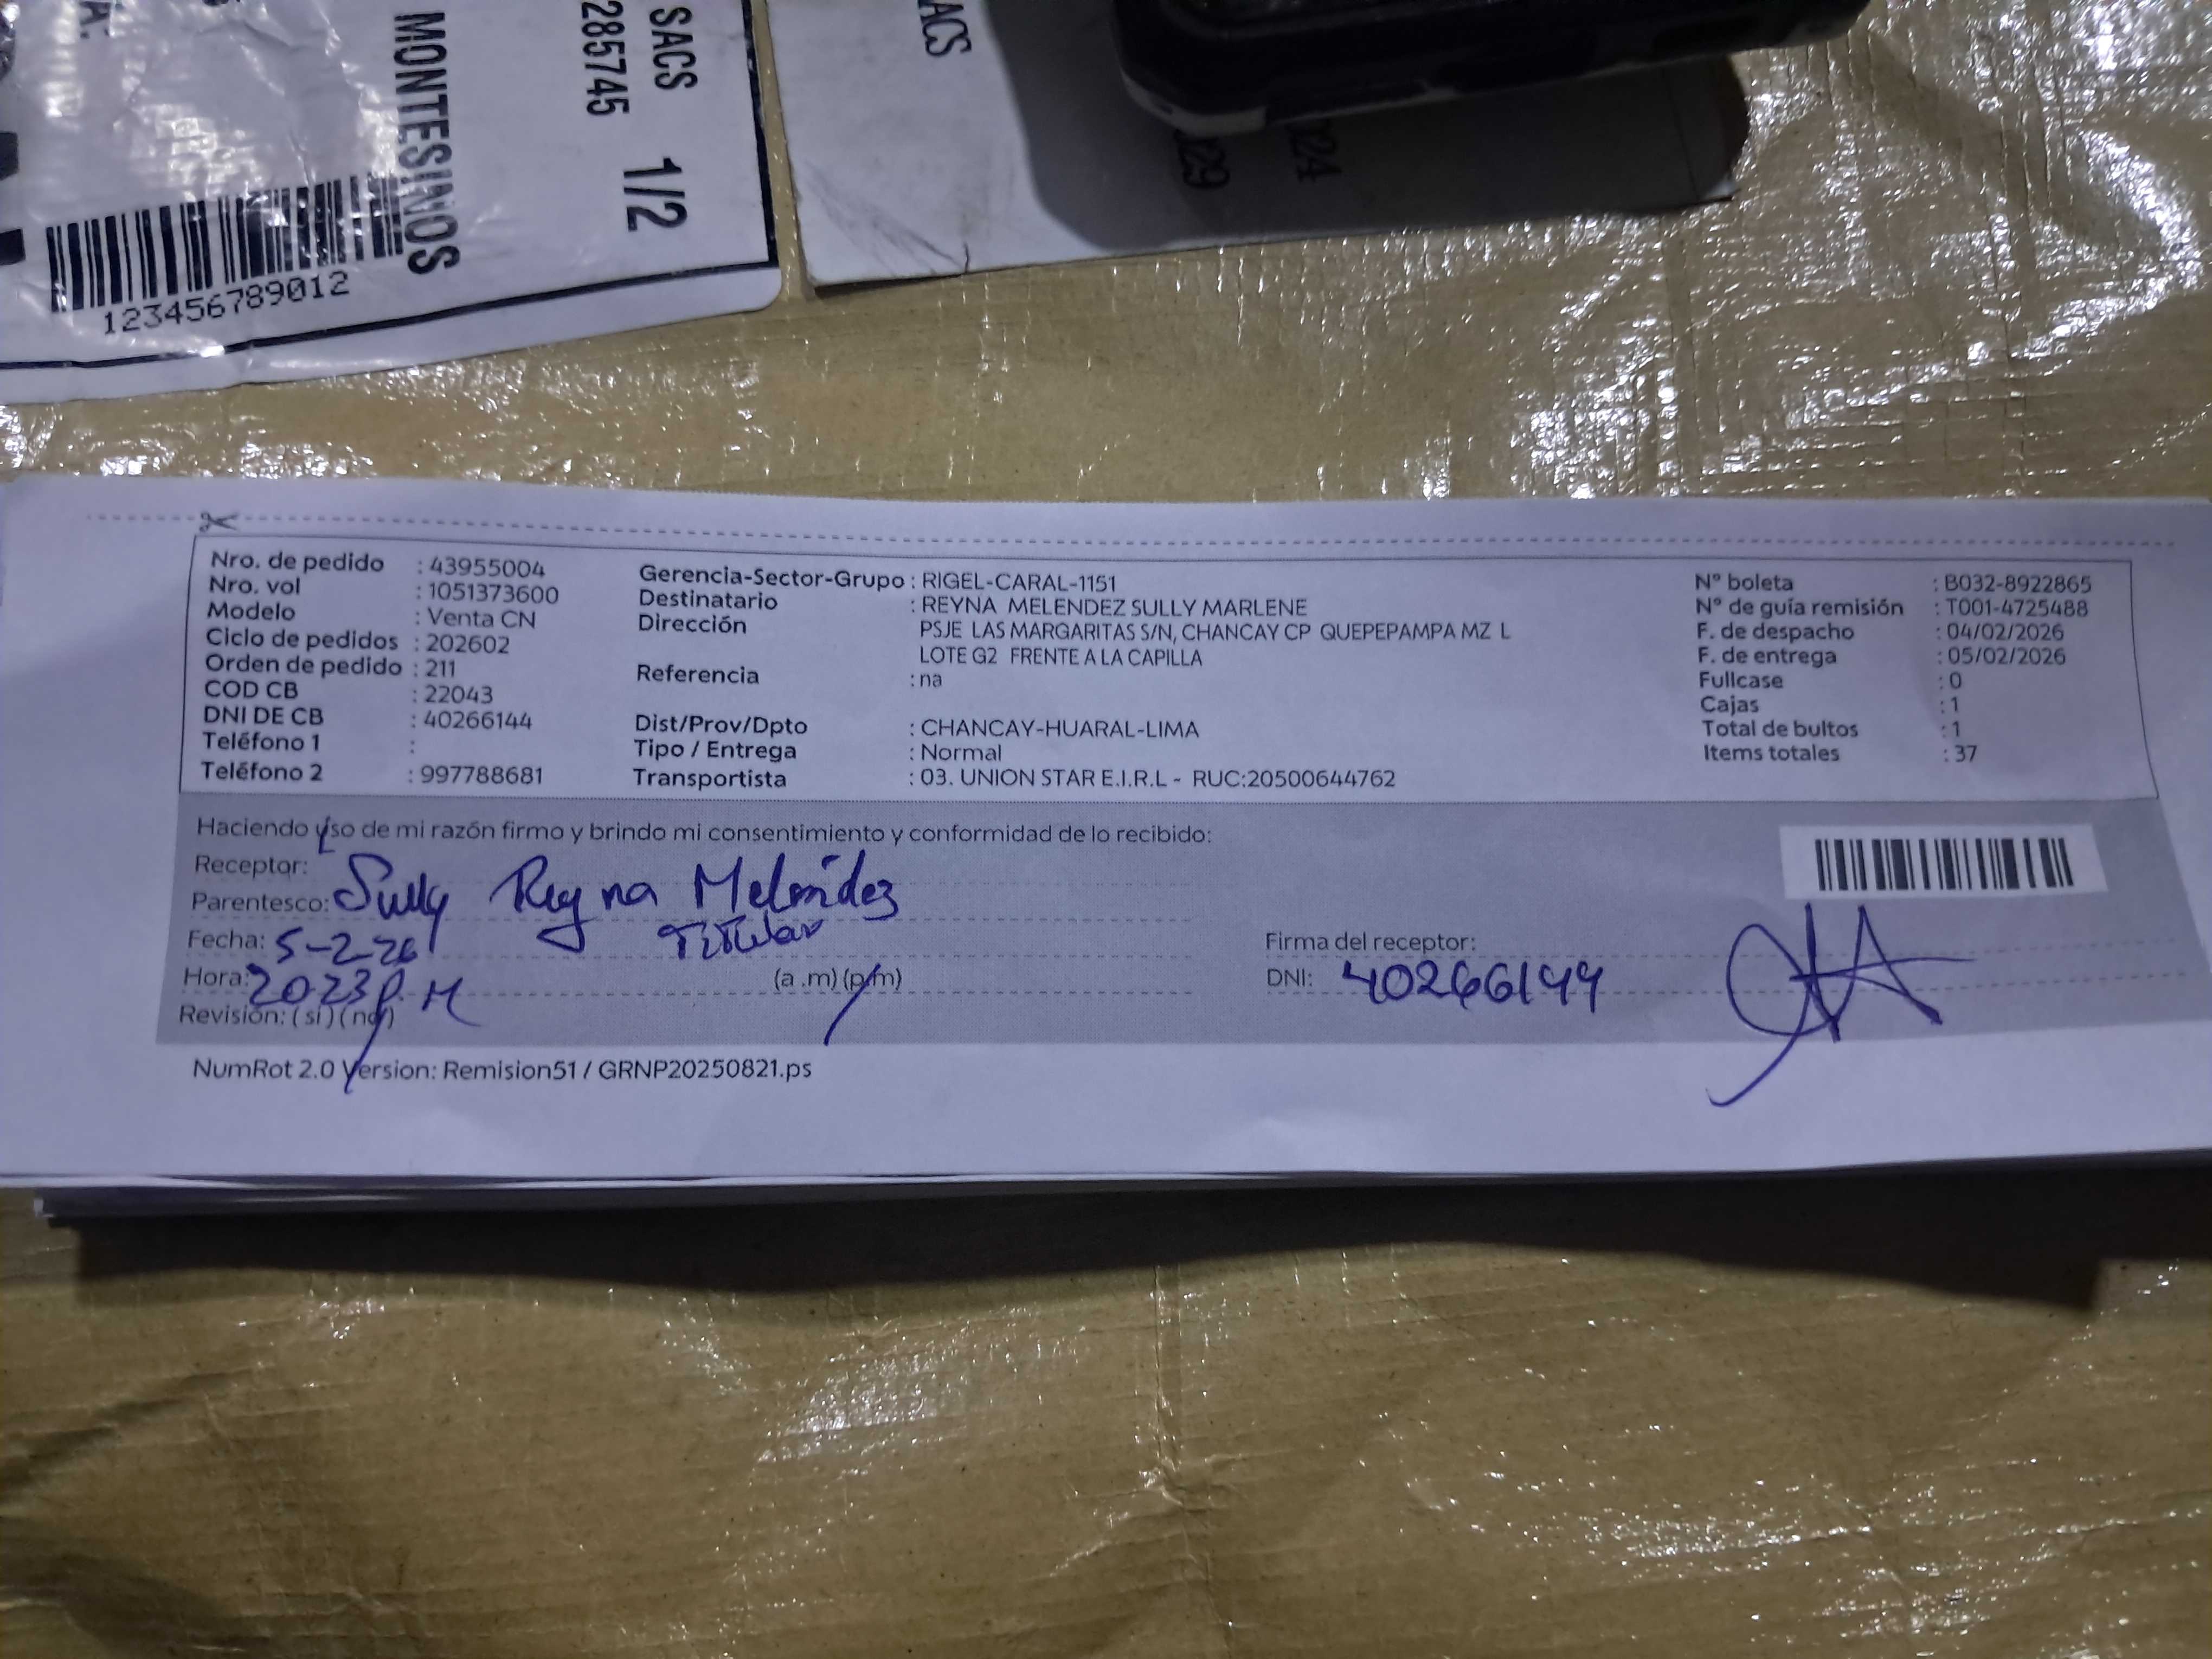 MONTESINOS
SACS
285745 1/2
123456789012
ACS
Nro. de pedido : 43955004
Nro. vol : 1051373600
Modelo : Venta CN
Ciclo de pedidos : 202602
Orden de pedido : 211
COD CB : 22043
DNI DE CB : 40266144
Teléfono 1 :
Teléfono 2 : 997788681
Gerencia-Sector-Grupo : RIGEL-CARAL-1151
Destinatario : REYNA MELENDEZ SULLY MARLENE
Dirección PSJE LAS MARGARITAS S/N, CHANCAY CP QUEPEPAMPA MZ L
LOTE G2 FRENTE A LA CAPILLA
Referencia : na
Dist/Prov/Dpto : CHANCAY-HUARAL-LIMA
Tipo / Entrega : Normal
Transportista : 03. UNION STAR E.I.R.L - RUC:20500644762
N° boleta : B032-8922865
N° de guía remisión : T001-4725488
F. de despacho : 04/02/2026
F. de entrega : 05/02/2026
Fullcase : 0
Cajas : 1
Total de bultos : 1
Items totales : 37
Haciendo uso de mi razón firmo y brindo mi consentimiento y conformidad de lo recibido:
Receptor:
Parentesco: Sully Reyna Meléndez
Titular
Fecha: 5-2-26
Hora: 2023 P.M (a .m) (p/m)
Revisión: ( si ) ( no )
Firma del receptor:
DNI: 40266144
NumRot 2.0 Version: Remision51 / GRNP20250821.ps